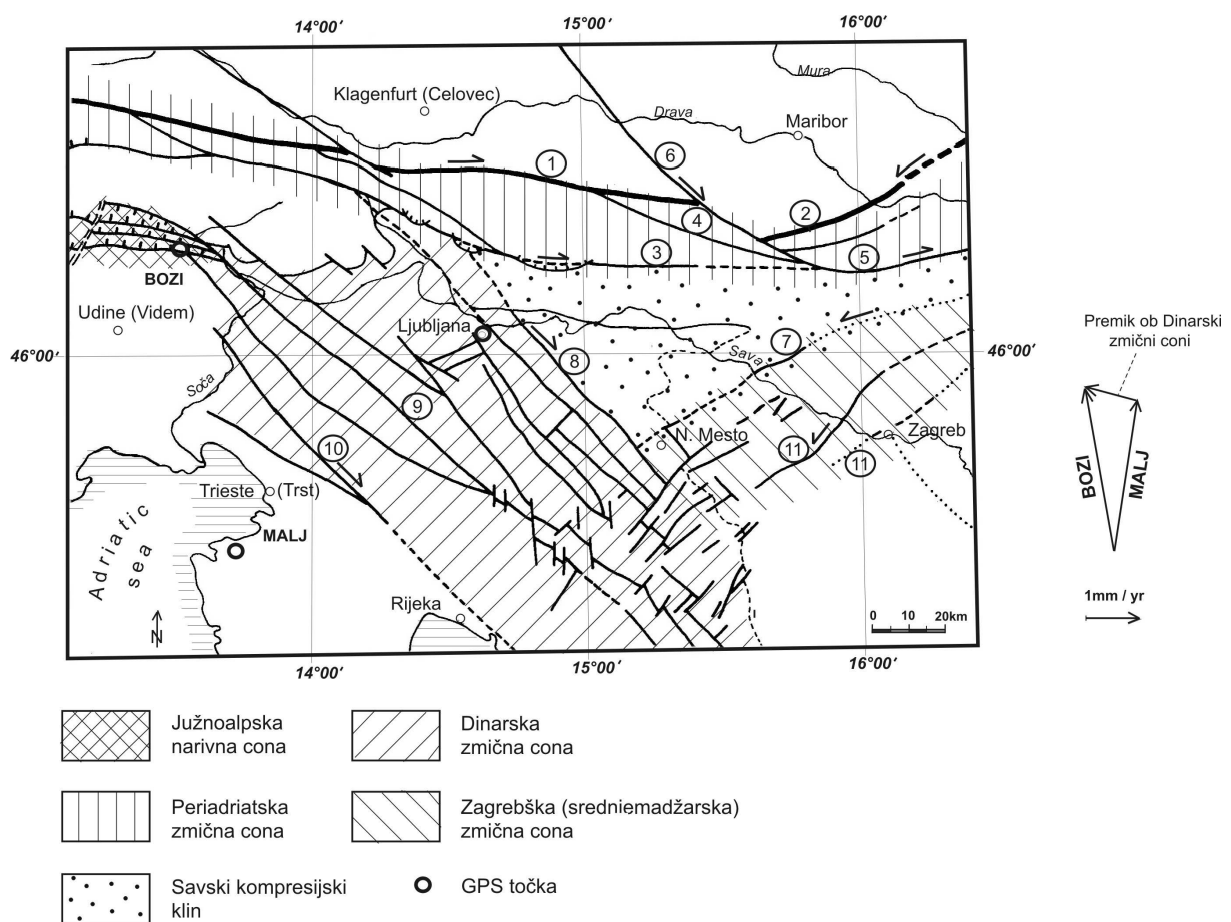 14°00'
15°00'
16°00'
Klagenfurt (Celovec)
Mura
Drava
Maribor
1
6
2
4
3
5
BOZI
Udine (Videm)
Ljubljana
46°00'
46°00'
7
Sava
8
Soča
9
N. Mesto
Zagreb
10
11
11
Trieste (Trst)
MALJ
Adriatic
sea
N
Rijeka
0 10 20km
14°00'
15°00'
16°00'
Premik ob Dinarski
zmični coni
BOZI
MALJ
1mm / yr
Južnoalpska
narivna cona
Dinarska
zmična cona
Periadriatska
zmična cona
Zagrebška (sredniemadžarska)
zmična cona
Savski kompresijski
klin
GPS točka